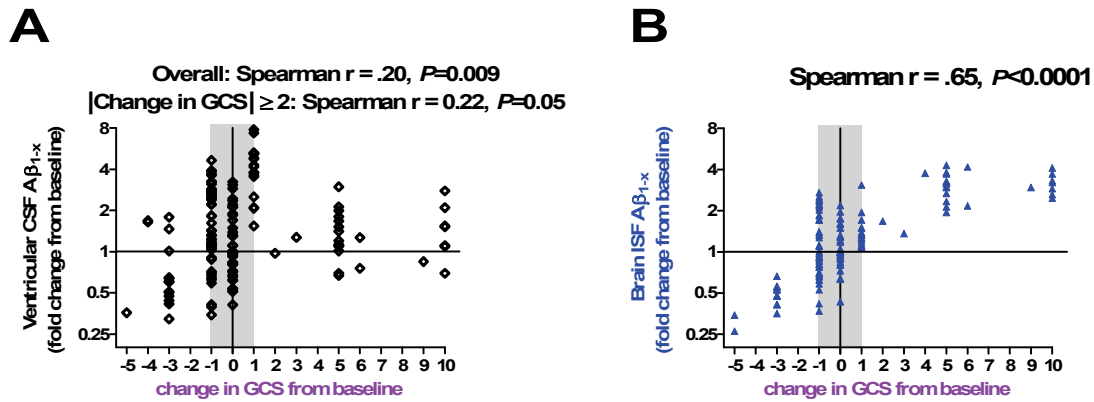 A
Overall: Spearman r = .20, P=0.009
|Change in GCS| ≥ 2: Spearman r = 0.22, P=0.05
Ventricular CSF Aβ1-x
(fold change from baseline)
8
4
2
1
0.5
0.25
-5 -4 -3 -2 -1 0 1 2 3 4 5 6 7 8 9 10
change in GCS from baseline
B
Spearman r = .65, P<0.0001
Brain ISF Aβ1-x
(fold change from baseline)
8
4
2
1
0.5
0.25
-5 -4 -3 -2 -1 0 1 2 3 4 5 6 7 8 9 10
change in GCS from baseline